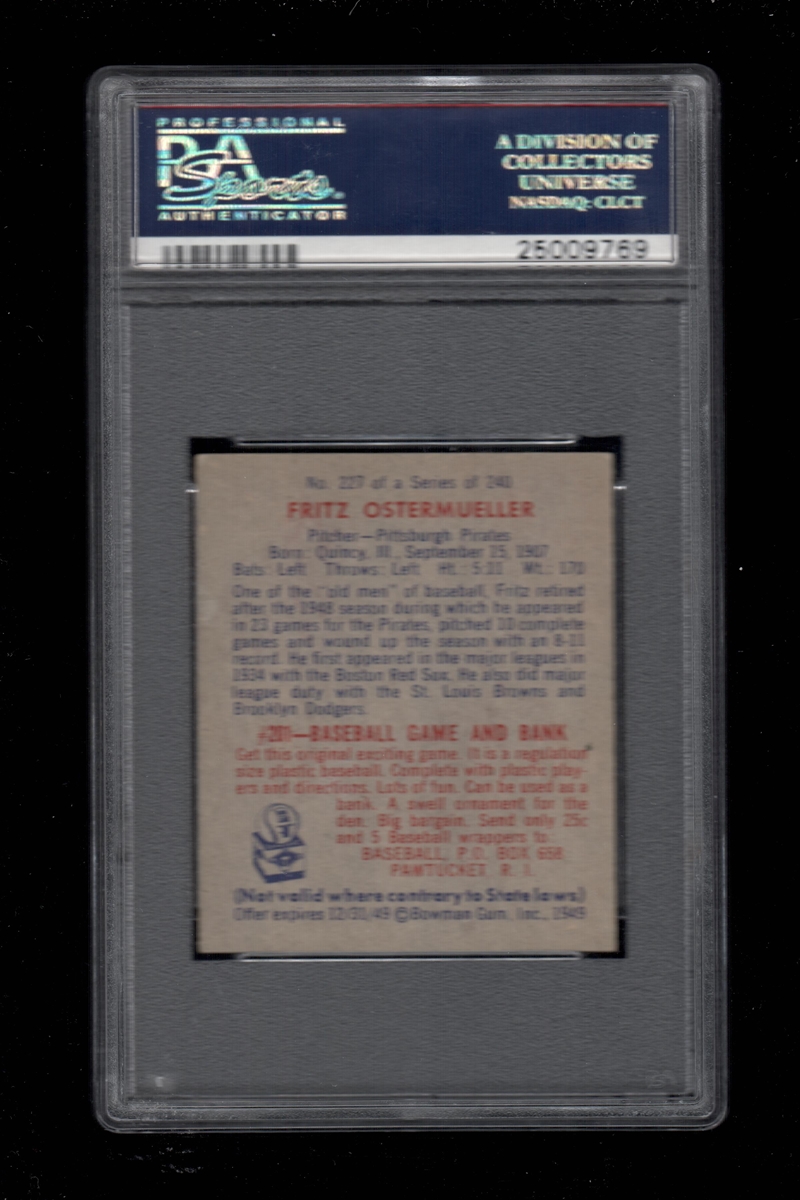 PROFESSIONAL
PSA
Sports
AUTHENTICATOR
A DIVISION OF
COLLECTORS
UNIVERSE
NASDAQ: CLCT
25009769
No. 227 of a Series of 240
FRITZ OSTERMUELLER
Pitcher—Pittsburgh Pirates
Born: Quincy, Ill., September 15, 1907
Bats: Left Throws: Left Ht.: 5:11 Wt.: 170
One of the "old men" of baseball, Fritz retired
after the 1948 season during which he appeared
in 23 games for the Pirates, pitched 10 complete
games and wound up the season with an 8-11
record. He first appeared in the major leagues in
1934 with the Boston Red Sox. He also did major
league duty with the St. Louis Browns and
Brooklyn Dodgers.
#201—BASEBALL GAME AND BANK
Get this original exciting game. It is a regulation
size plastic baseball. Complete with plastic play-
ers and directions. Lots of fun. Can be used as a
bank. A swell ornament for the
den. Big bargain. Send only 25c
and 5 Baseball wrappers to:
BASEBALL, P.O. BOX 658
PAWTUCKET, R. I.
(Not valid where contrary to State laws)
Offer expires 12/31/49 ©Bowman Gum, Inc., 1949